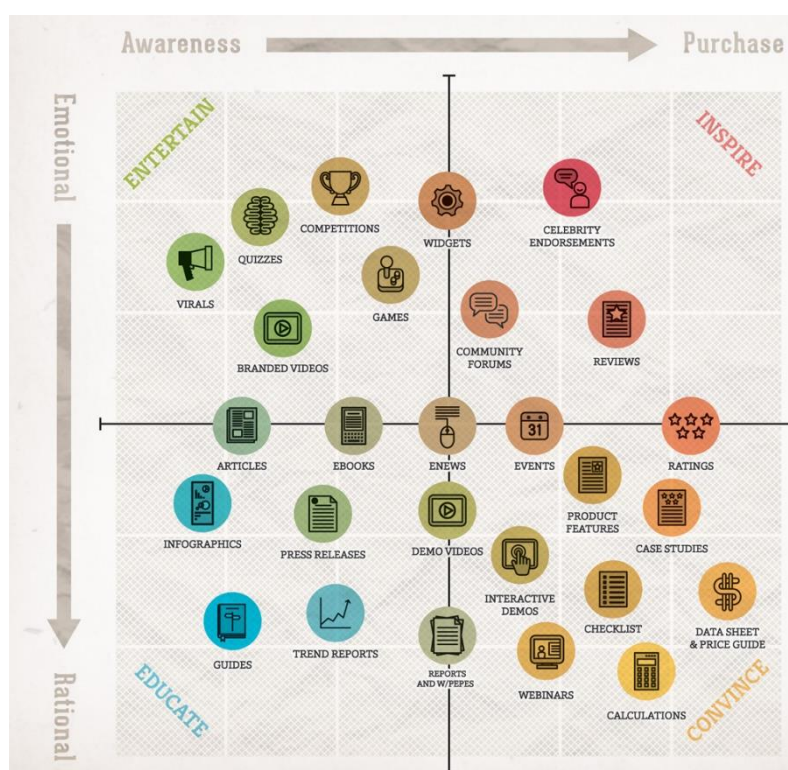 Awareness
Purchase
Emotional
Rational
ENTERTAIN
INSPIRE
COMPETITIONS
WIDGETS
CELEBRITY
ENDORSEMENTS
QUIZZES
VIRALS
GAMES
BRANDED VIDEOS
COMMUNITY
FORUMS
REVIEWS
31
ARTICLES
EBOOKS
ENEWS
EVENTS
RATINGS
INFOGRAPHICS
PRESS RELEASES
DEMO VIDEOS
PRODUCT
FEATURES
CASE STUDIES
INTERACTIVE
DEMOS
CHECKLIST
DATA SHEET
& PRICE GUIDE
GUIDES
TREND REPORTS
REPORTS
AND W/PEPES
WEBINARS
CALCULATIONS
EDUCATE
CONVINCE